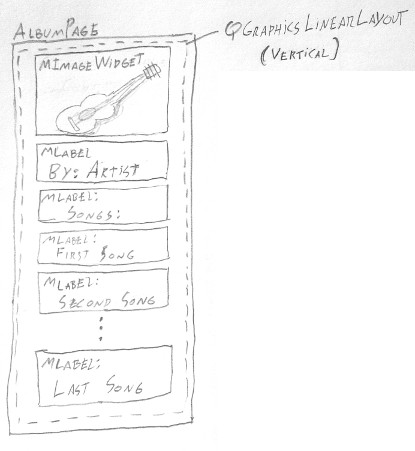 ALBUMPAGE
QGRAPHICSLINEARLAYOUT
(VERTICAL)
MIMAGEWIDGET
MLABEL
BY: ARTIST
MLABEL:
SONGS:
MLABEL:
FIRST SONG
MLABEL:
SECOND SONG
MLABEL:
LAST SONG